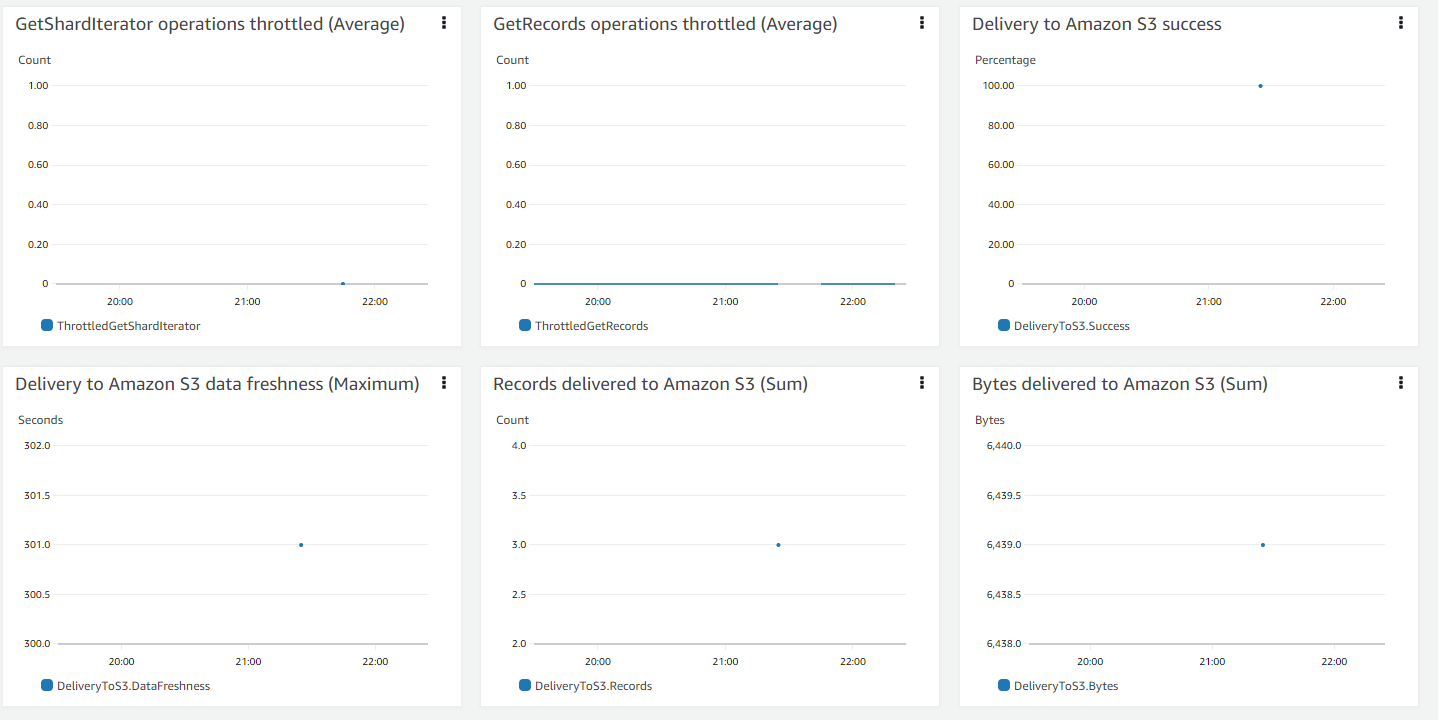 GetShardIterator operations throttled (Average)
Count
1.00
0.80
0.60
0.40
0.20
0
20:00
21:00
22:00
ThrottledGetShardIterator
GetRecords operations throttled (Average)
Count
1.00
0.80
0.60
0.40
0.20
0
20:00
21:00
22:00
ThrottledGetRecords
Delivery to Amazon S3 success
Percentage
100.00
80.00
60.00
40.00
20.00
0
20:00
21:00
22:00
DeliveryToS3.Success
Delivery to Amazon S3 data freshness (Maximum)
Seconds
302.0
301.5
301.0
300.5
300.0
20:00
21:00
22:00
DeliveryToS3.DataFreshness
Records delivered to Amazon S3 (Sum)
Count
4.0
3.5
3.0
2.5
2.0
20:00
21:00
22:00
DeliveryToS3.Records
Bytes delivered to Amazon S3 (Sum)
Bytes
6,440.0
6,439.5
6,439.0
6,438.5
6,438.0
20:00
21:00
22:00
DeliveryToS3.Bytes